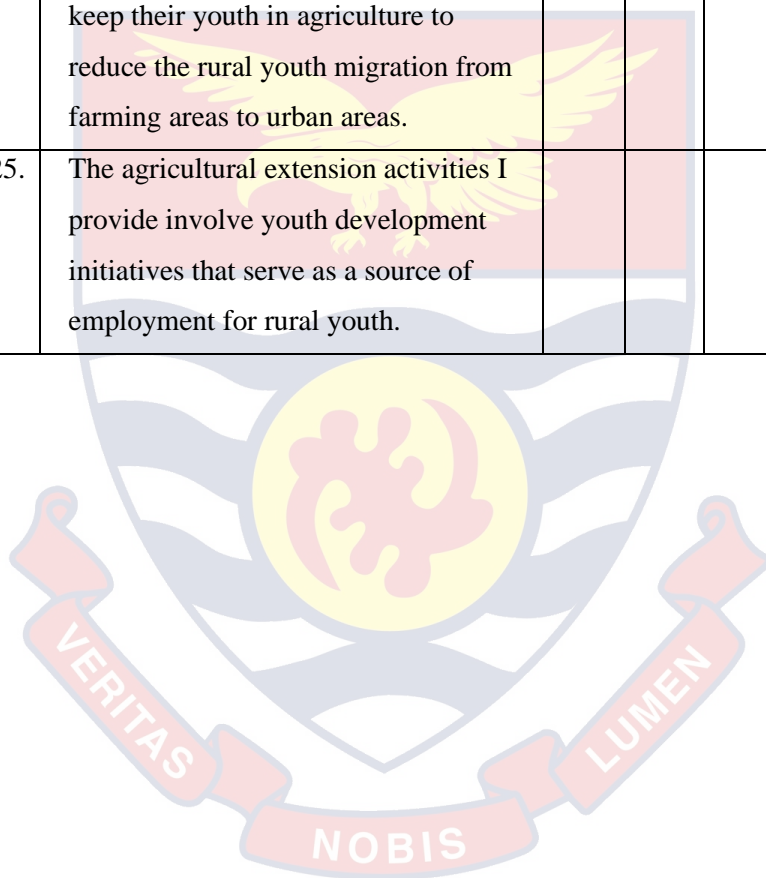 keep their youth in agriculture to
reduce the rural youth migration from
farming areas to urban areas.
25. The agricultural extension activities I
provide involve youth development
initiatives that serve as a source of
employment for rural youth.
VERITAS
NOBIS
LUMEN